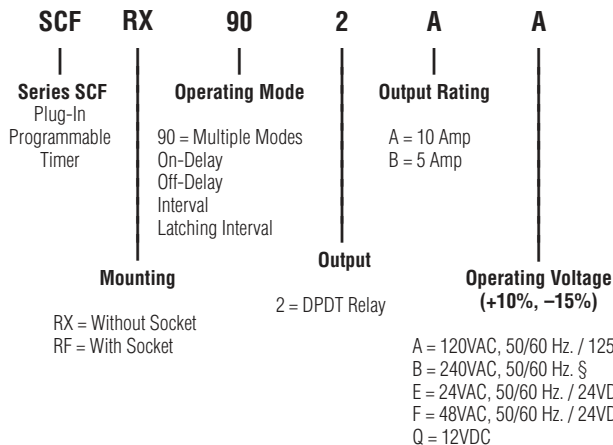 SCF RX 90 2 A A
Series SCF
Plug-In
Programmable
Timer
Operating Mode
90 = Multiple Modes
On-Delay
Off-Delay
Interval
Latching Interval
Output Rating
A = 10 Amp
B = 5 Amp
Mounting
RX = Without Socket
RF = With Socket
Output
2 = DPDT Relay
Operating Voltage
(+10%, –15%)
A = 120VAC, 50/60 Hz. / 125
B = 240VAC, 50/60 Hz. §
E = 24VAC, 50/60 Hz. /
F = 48VAC, 50/60 Hz. /
Q = 12VDC